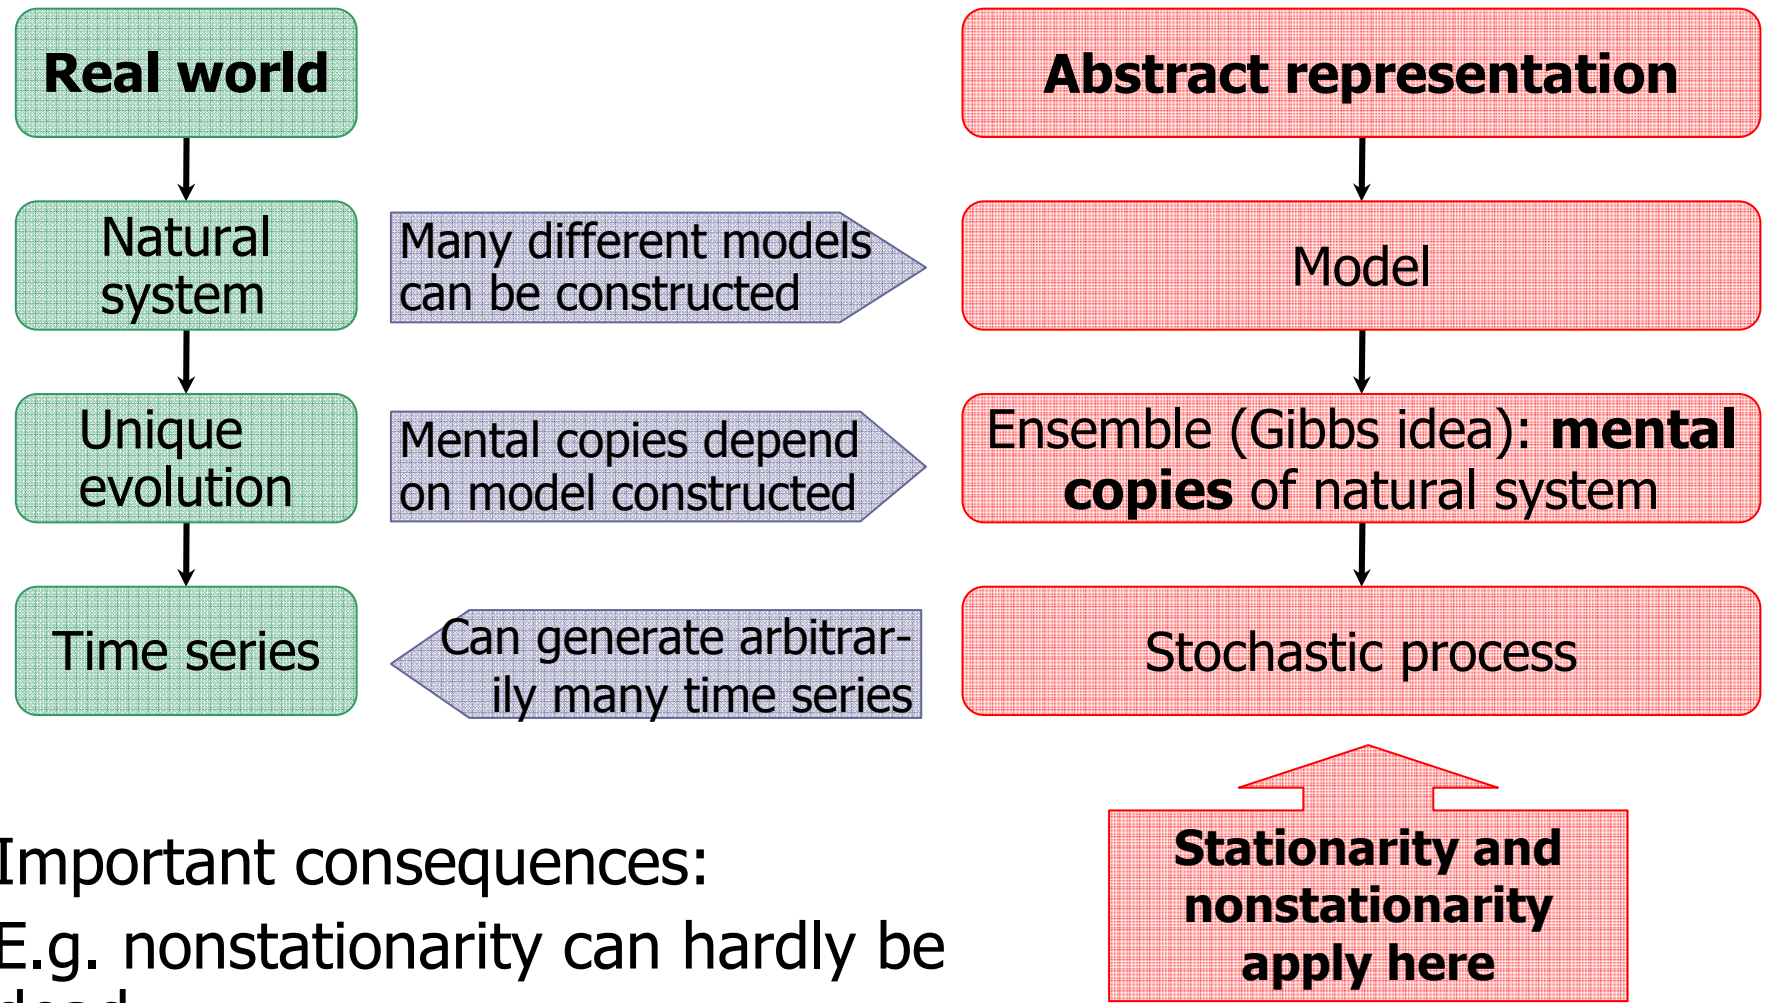 Real world
Abstract representation
Natural
system
Many different models
can be constructed
Model
Unique
evolution
Mental copies depend
on model constructed
Ensemble (Gibbs idea): mental
copies of natural system
Time series
Can generate arbitrar-
ily many time series
Stochastic process
Important consequences:
E.g. nonstationarity can hardly be
Stationarity and
nonstationarity
apply here